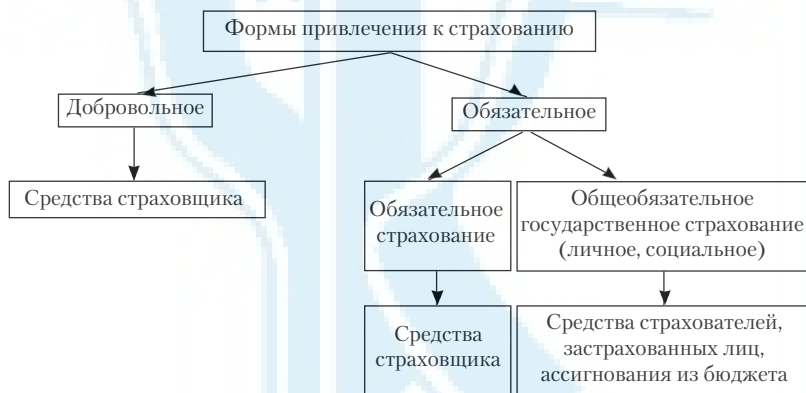 Формы привлечения к страхованию
Добровольное
Обязательное
Средства страховщика
Обязательное
страхование
Общеобязательное
государственное страхование
(личное, социальное)
Средства
страховщика
Средства страхователей,
застрахованных лиц,
ассигнования из бюджета